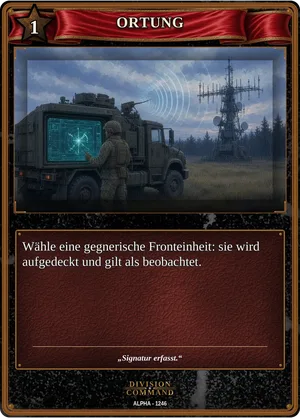 1
ORTUNG
Wähle eine gegnerische Fronteinheit: sie wird
aufgedeckt und gilt als beobachtet.
„Signatur erfasst.“
DIVISION
COMMAND
ALPHA - 1246